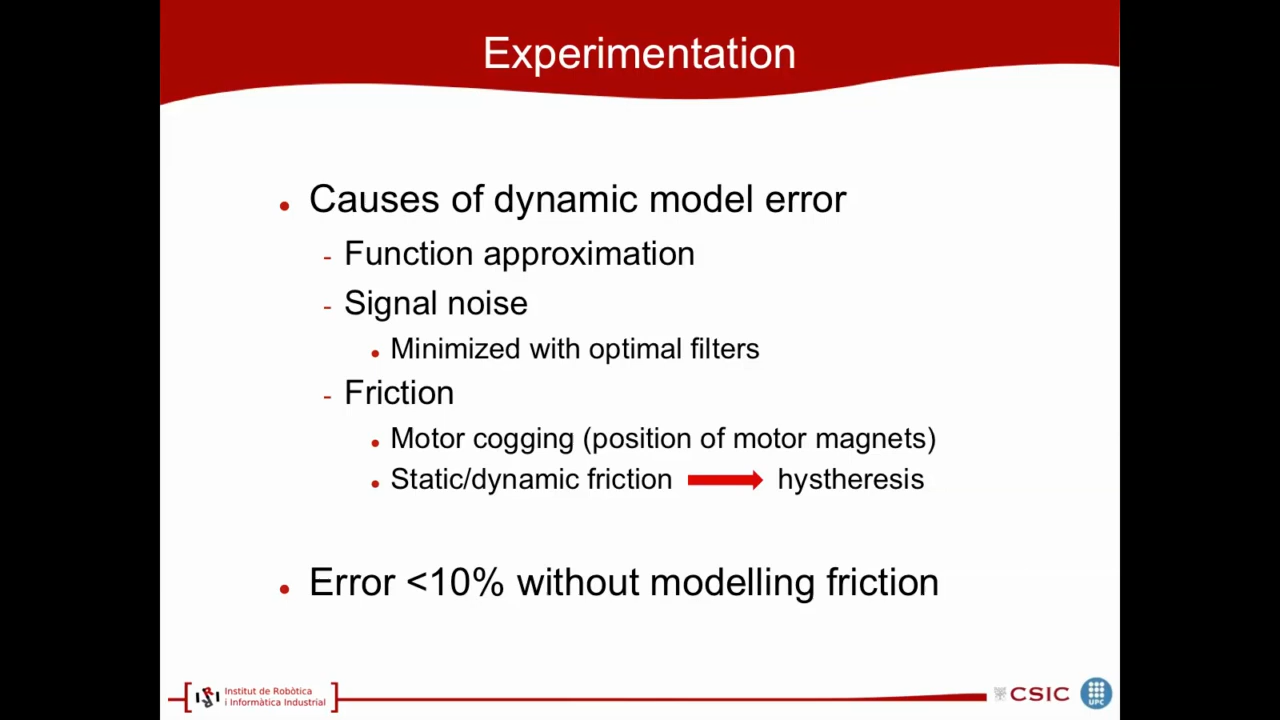 Experimentation
Causes of dynamic model error
- Function approximation
- Signal noise
Minimized with optimal filters
- Friction
Motor cogging (position of motor magnets)
Static/dynamic friction hystheresis
Error <10% without modelling friction
Institut de Robòtica
i Informàtica Industrial
CSIC
UPC